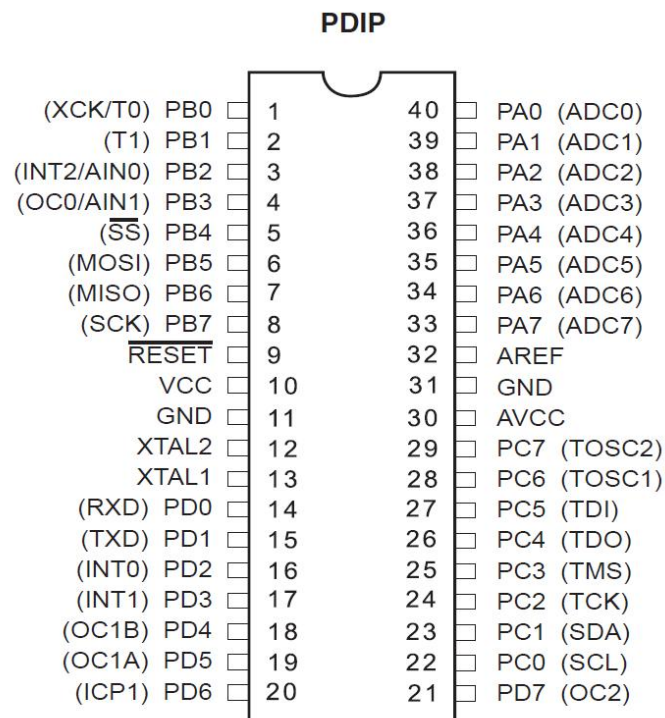 PDIP
(XCK/T0) PB0 1 40 PA0 (ADC0)
(T1) PB1 2 39 PA1 (ADC1)
(INT2/AIN0) PB2 3 38 PA2 (ADC2)
(OC0/AIN1) PB3 4 37 PA3 (ADC3)
(SS) PB4 5 36 PA4 (ADC4)
(MOSI) PB5 6 35 PA5 (ADC5)
(MISO) PB6 7 34 PA6 (ADC6)
(SCK) PB7 8 33 PA7 (ADC7)
RESET 9 32 AREF
VCC 10 31 GND
GND 11 30 AVCC
XTAL2 12 29 PC7 (TOSC2)
XTAL1 13 28 PC6 (TOSC1)
(RXD) PD0 14 27 PC5 (TDI)
(TXD) PD1 15 26 PC4 (TDO)
(INT0) PD2 16 25 PC3 (TMS)
(INT1) PD3 17 24 PC2 (TCK)
(OC1B) PD4 18 23 PC1 (SDA)
(OC1A) PD5 19 22 PC0 (SCL)
(ICP1) PD6 20 21 PD7 (OC2)